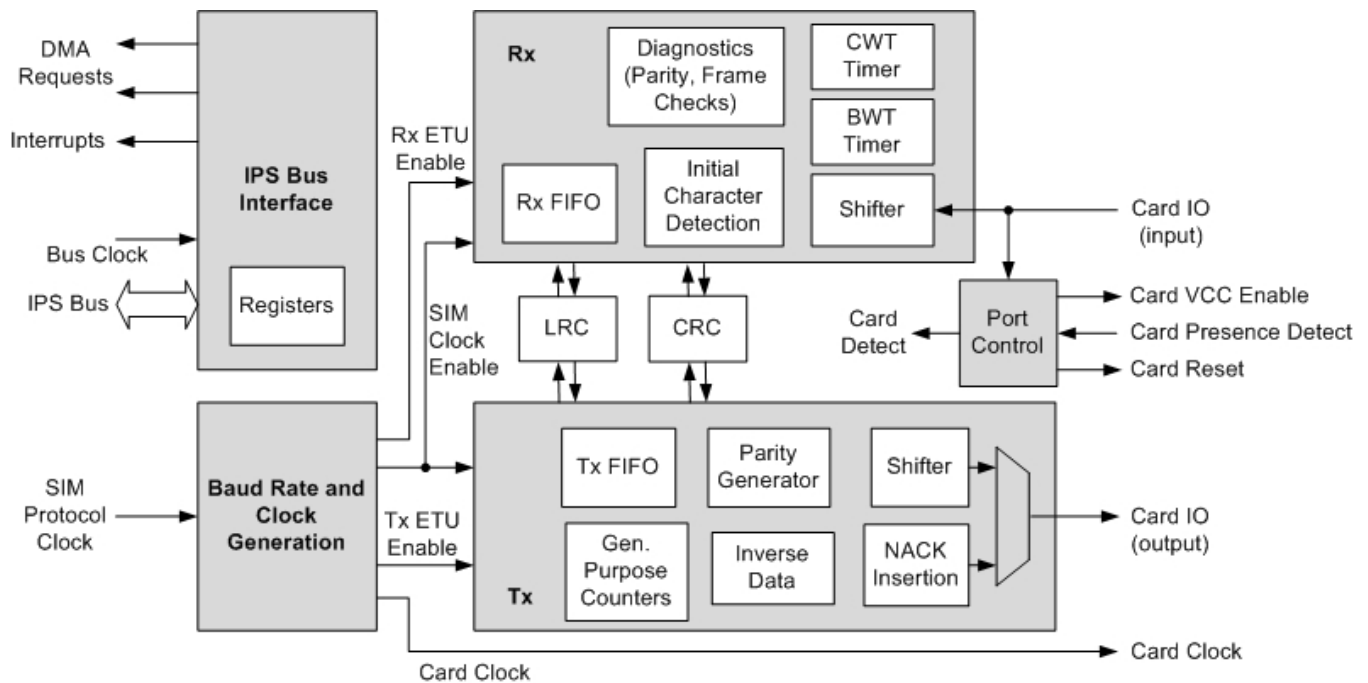 DMA
Requests
Interrupts
Bus Clock
IPS Bus
IPS Bus
Interface
Registers
Rx ETU
Enable
SIM
Clock
Enable
Rx
Diagnostics
(Parity, Frame
Checks)
CWT
Timer
BWT
Timer
Rx FIFO
Initial
Character
Detection
Shifter
Card IO
(input)
LRC
CRC
Card
Detect
Port
Control
Card VCC Enable
Card Presence Detect
Card Reset
SIM
Protocol
Clock
Baud Rate and
Clock
Generation
Tx ETU
Enable
Tx FIFO
Parity
Generator
Shifter
Gen.
Purpose
Counters
Inverse
Data
NACK
Insertion
Tx
Card IO
(output)
Card Clock
Card Clock